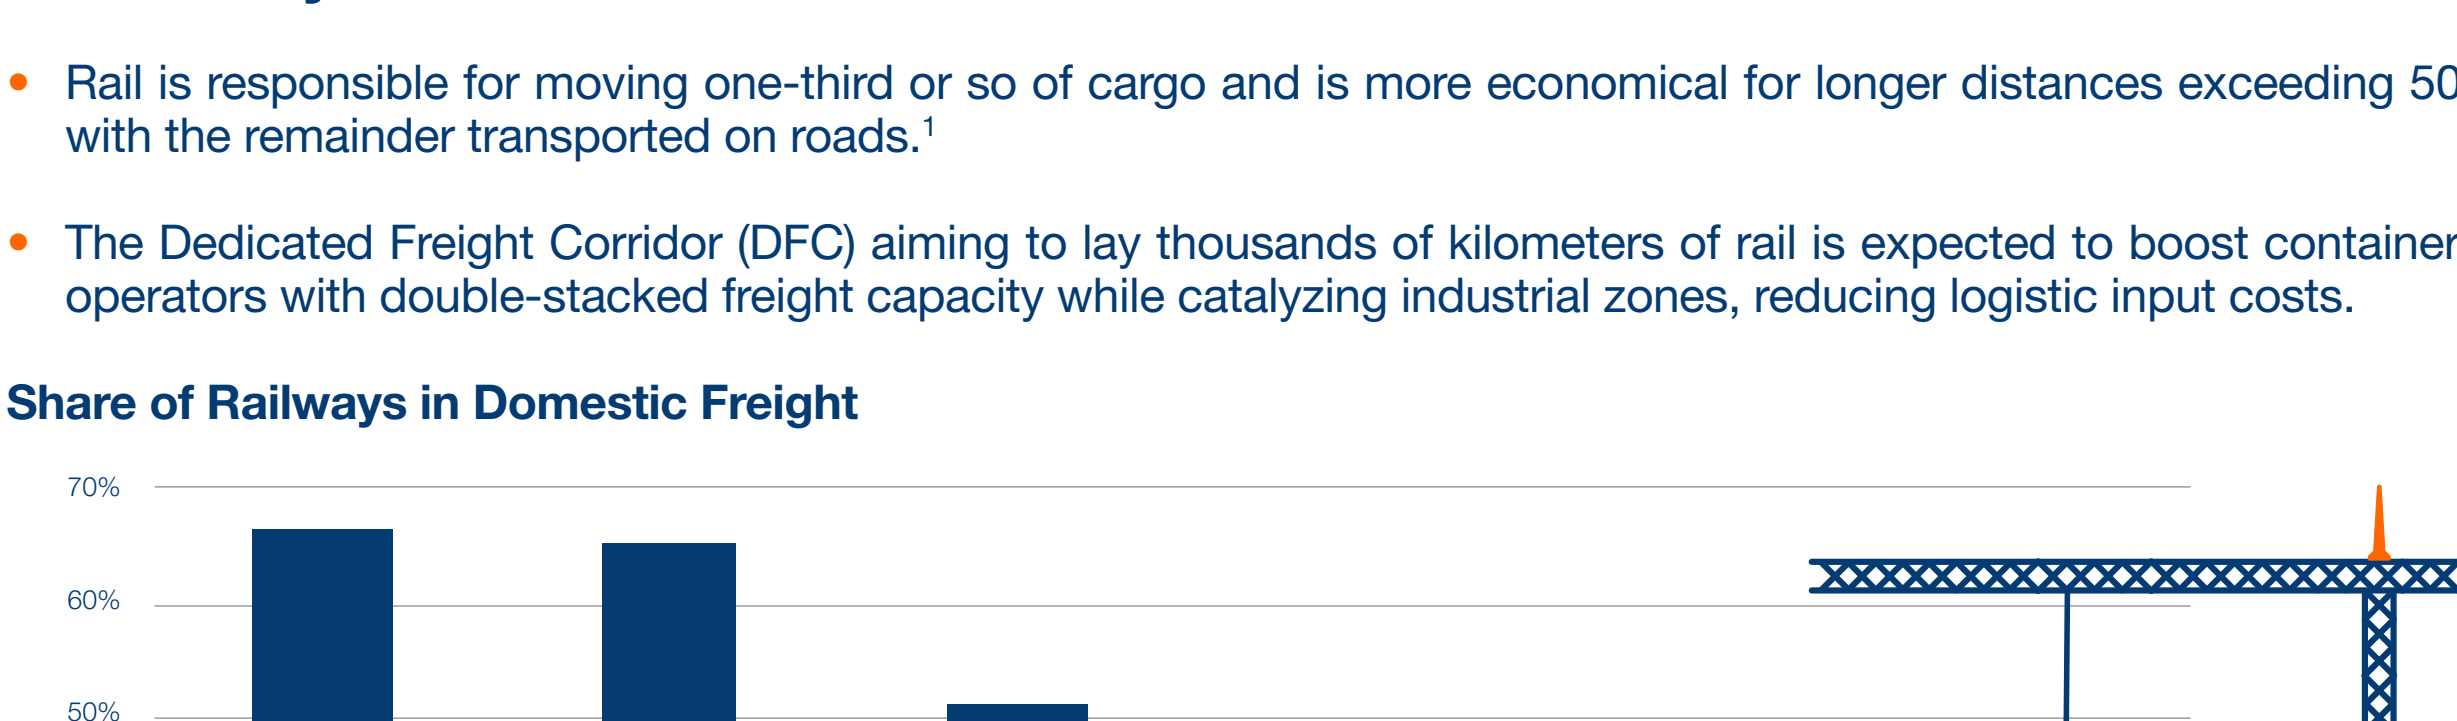 • Rail is responsible for moving one-third or so of cargo and is more economical for longer distances exceeding 50
with the remainder transported on roads.¹
• The Dedicated Freight Corridor (DFC) aiming to lay thousands of kilometers of rail is expected to boost container
operators with double-stacked freight capacity while catalyzing industrial zones, reducing logistic input costs.
Share of Railways in Domestic Freight
70%
60%
50%